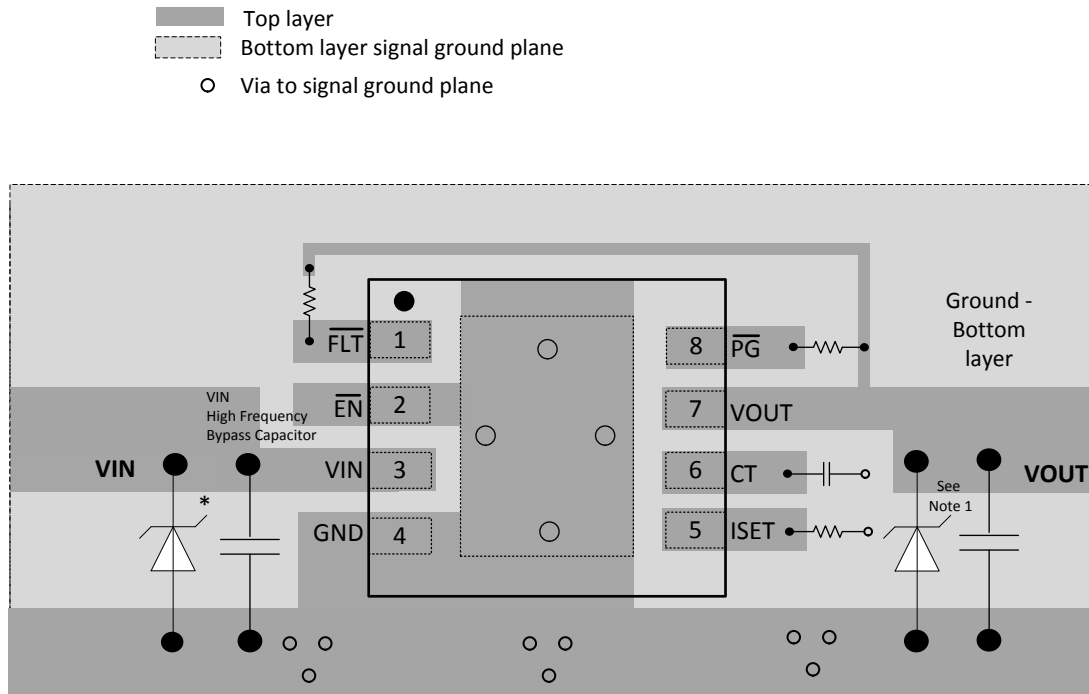 Top layer
Bottom layer signal ground plane
Via to signal ground plane
Ground -
Bottom
layer
FLT
1
8
PG
EN
2
7
VOUT
VIN
High Frequency
Bypass Capacitor
VIN
VIN
3
6
CT
VOUT
*
See
Note 1
GND
4
5
ISET